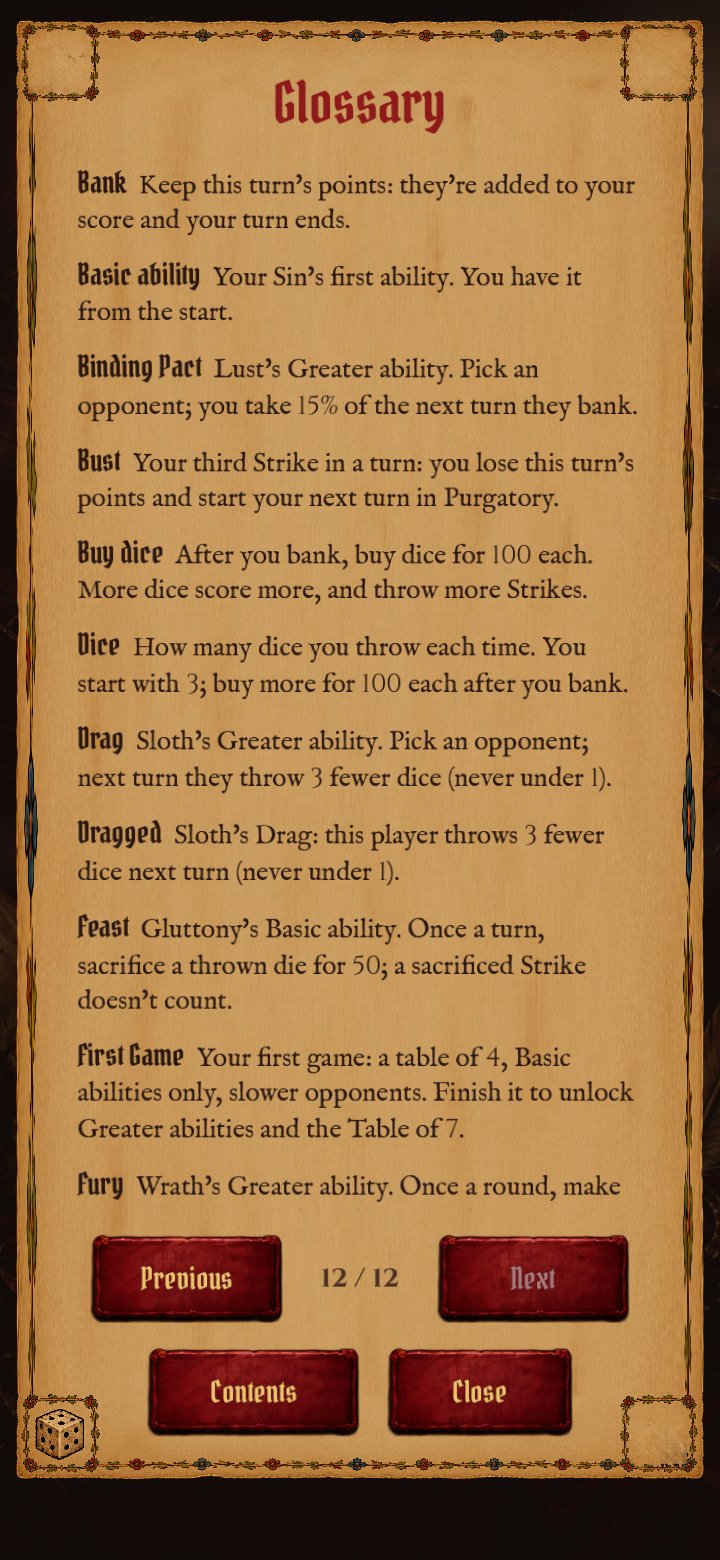 Glossary
Bank Keep this turn's points: they're added to your
score and your turn ends.
Basic ability Your Sin's first ability. You have it
from the start.
Binding Pact Lust's Greater ability. Pick an
opponent; you take 15% of the next turn they bank.
Bust Your third Strike in a turn: you lose this turn's
points and start your next turn in Purgatory.
Buy dice After you bank, buy dice for 100 each.
More dice score more, and throw more Strikes.
Dice How many dice you throw each time. You
start with 3; buy more for 100 each after you bank.
Drag Sloth's Greater ability. Pick an opponent;
next turn they throw 3 fewer dice (never under 1).
Dragged Sloth's Drag: this player throws 3 fewer
dice next turn (never under 1).
Feast Gluttony's Basic ability. Once a turn,
sacrifice a thrown die for 50; a sacrificed Strike
doesn't count.
First Game Your first game: a table of 4, Basic
abilities only, slower opponents. Finish it to unlock
Greater abilities and the Table of 7.
Fury Wrath's Greater ability. Once a round, make
Previous
12 / 12
Next
Contents
Close